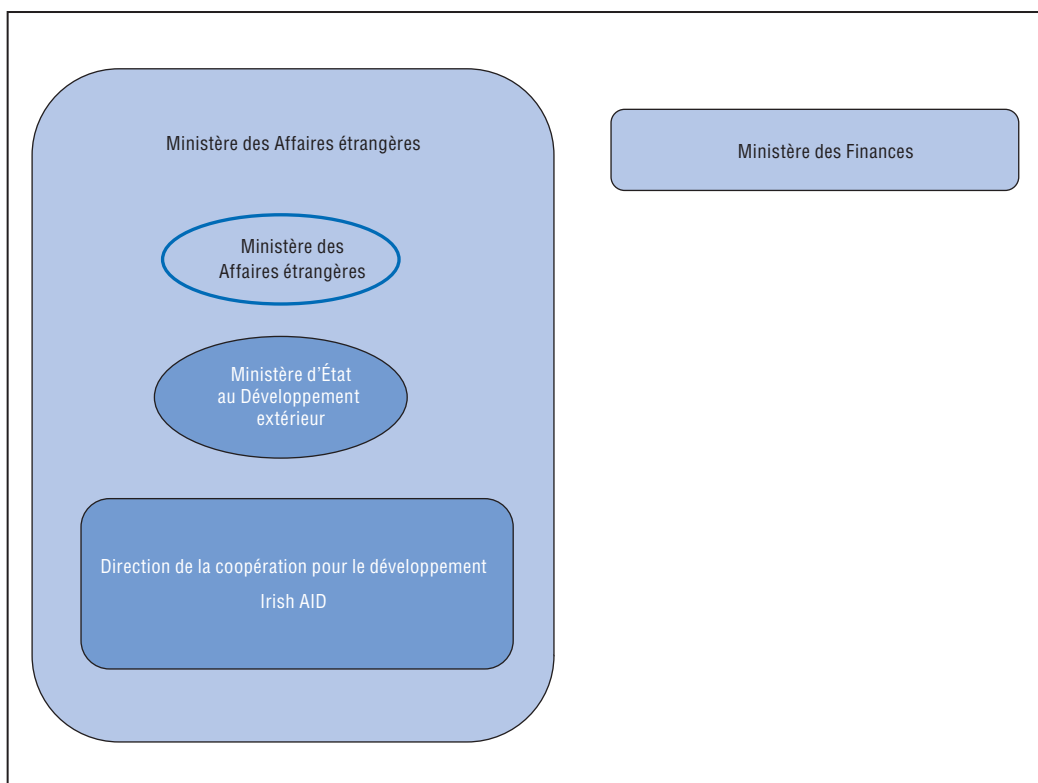 Ministère des Affaires étrangères
Ministère des
Affaires étrangères
Ministère d'État
au Développement
extérieur
Direction de la coopération pour le développement
Irish AID
Ministère des Finances